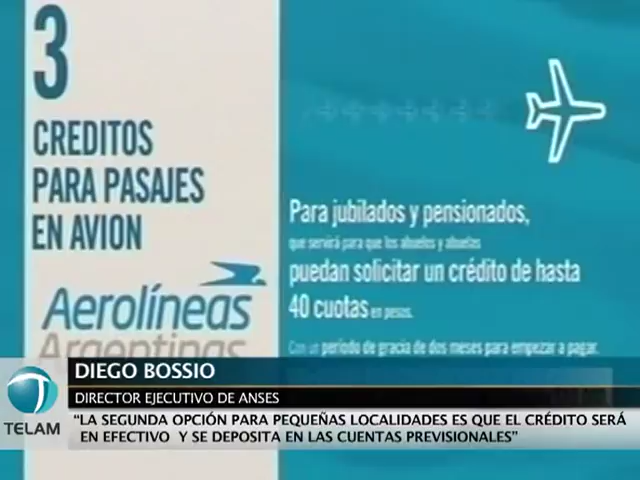 3
CREDITOS
PARA PASAJES
EN AVION
Aerolíneas
Argentinas
Para jubilados y pensionados,
que servirá para que los abuelos y abuelas
puedan solicitar un crédito de hasta
40 cuotas en pesos.
Con un período de gracia de dos meses para empezar a pagar.
DIEGO BOSSIO
DIRECTOR EJECUTIVO DE ANSES
TELAM
“LA SEGUNDA OPCIÓN PARA PEQUEÑAS LOCALIDADES ES QUE EL CRÉDITO SERÁ
EN EFECTIVO Y SE DEPOSITA EN LAS CUENTAS PREVISIONALES”